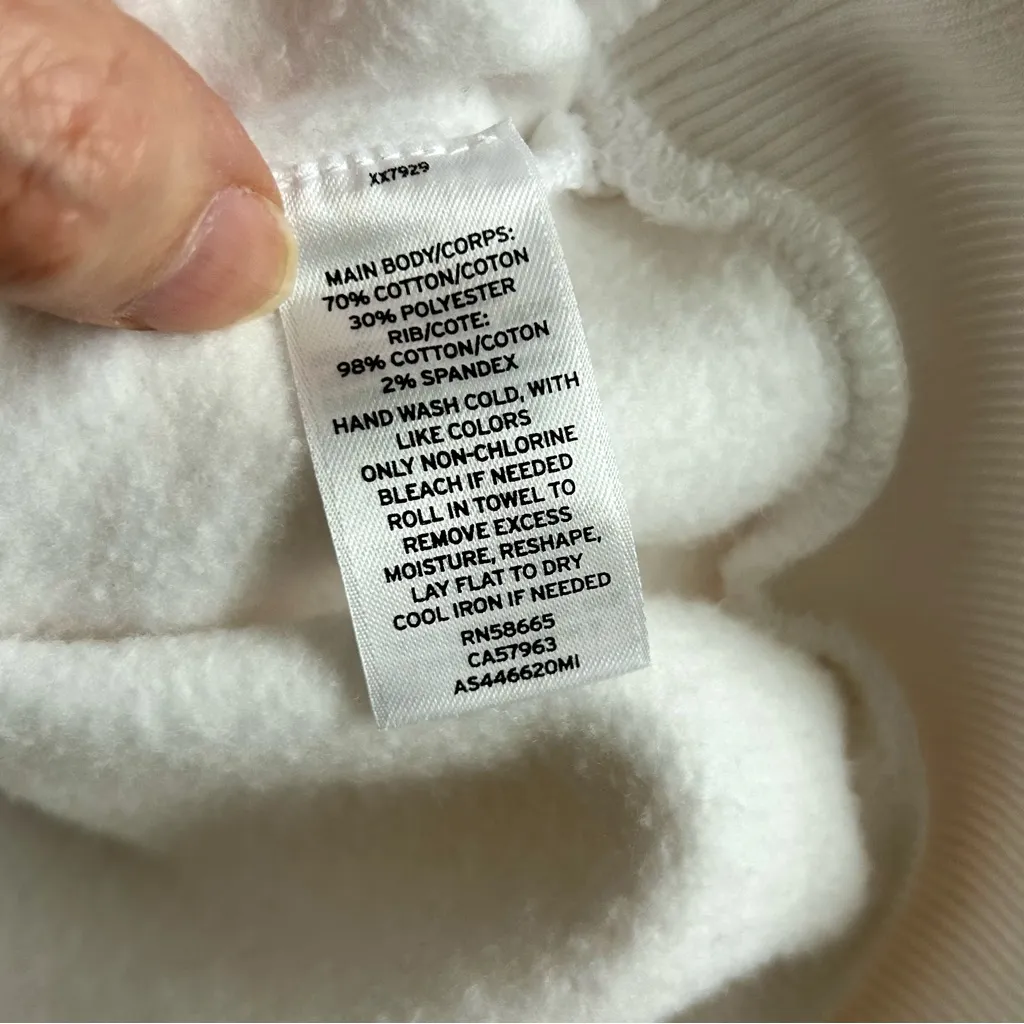 XX7929
MAIN BODY/CORPS:
70% COTTON/COTON
30% POLYESTER
RIB/COTE:
98% COTTON/COTON
2% SPANDEX
HAND WASH COLD, WITH
LIKE COLORS
ONLY NON-CHLORINE
BLEACH IF NEEDED
ROLL IN TOWEL TO
REMOVE EXCESS
MOISTURE, RESHAPE,
LAY FLAT TO DRY
COOL IRON IF NEEDED
RN58665
CA57963
AS446620MI